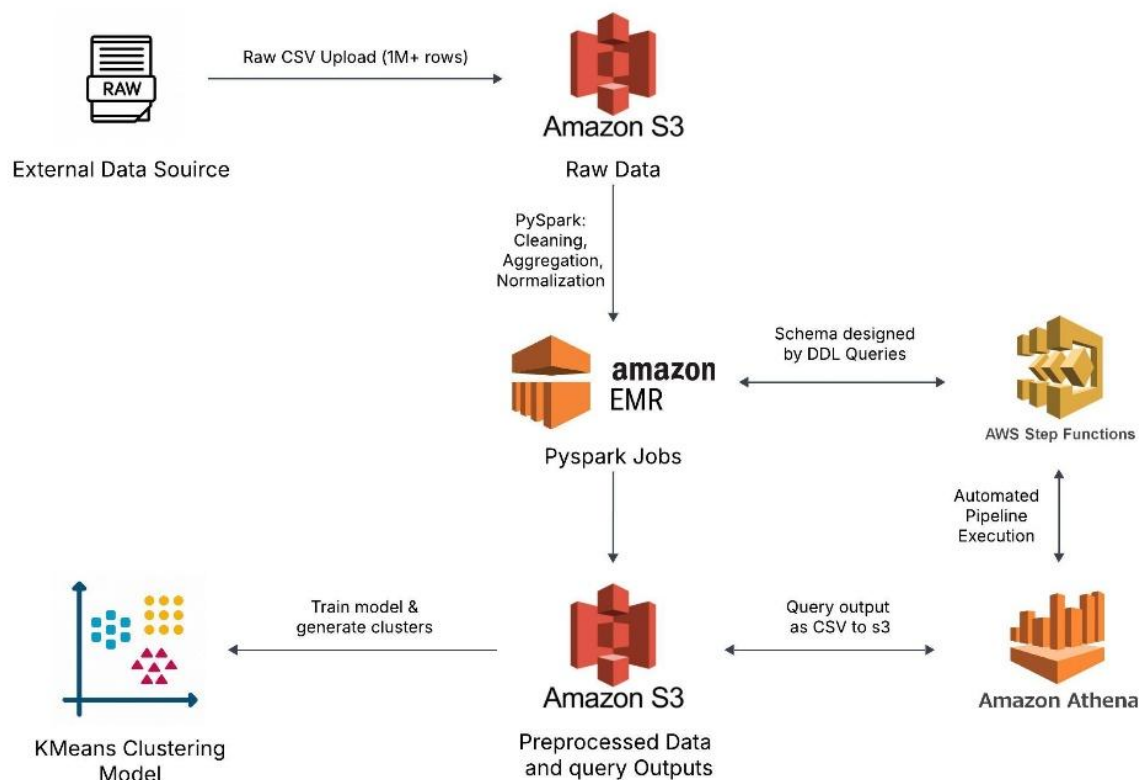 RAW
Raw CSV Upload (1M+ rows)
Amazon S3
External Data Souirce
Raw Data
PySpark:
Cleaning,
Aggregation,
Normalization
amazon
EMR
Pyspark Jobs
Schema designed
by DDL Queries
AWS Step Functions
Automated
Pipeline
Execution
Train model &
generate clusters
Amazon S3
Query output
as CSV to s3
Amazon Athena
KMeans Clustering
Model
Preprocessed Data
and query Outputs